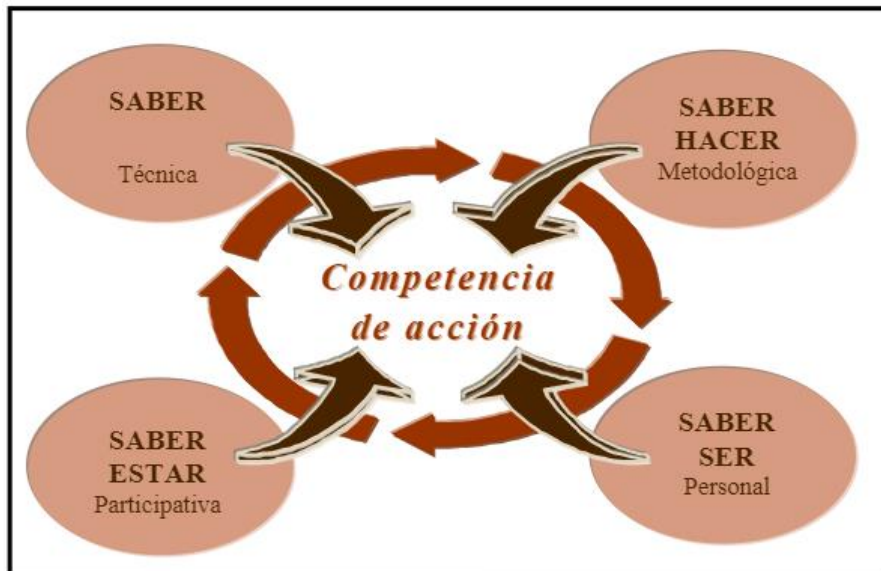 SABER
Técnica
SABER
HACER
Metodológica
Competencia
de acción
SABER
ESTAR
Participativa
SABER
SER
Personal